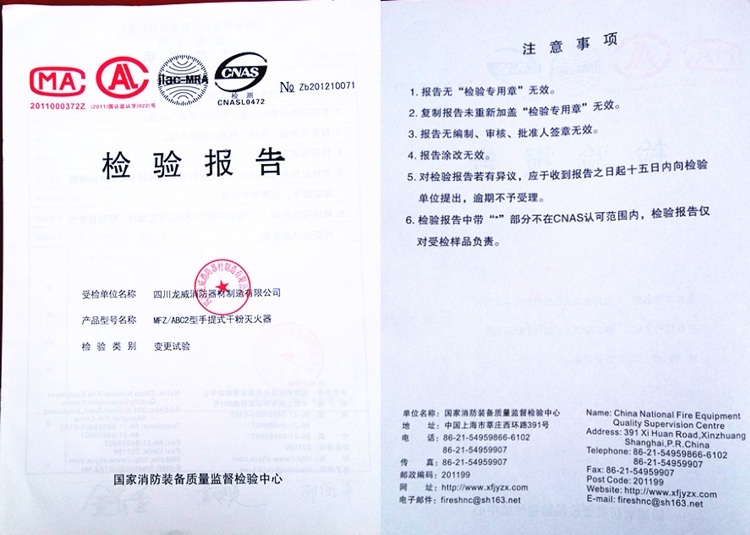 MA
2011000372Z
AL
(2011)国认监认字(022)号
ilac-MRA
CNAS
检 测
CNASL0472
№ Zb201210071
检 验 报 告
受检单位名称 四川龙威消防器材制造有限公司
产品型号名称 MFZ/ABC2型手提式干粉灭火器
检 验 类 别 变更试验
国家消防装备质量监督检验中心
注 意 事 项
1. 报告无“检验专用章”无效。
2. 复制报告未重新加盖“检验专用章”无效。
3. 报告无编制、审核、批准人签章无效。
4. 报告涂改无效。
5. 对检验报告若有异议，应于收到报告之日起十五日内向检验
单位提出，逾期不予受理。
6. 检验报告中带“*”部分不在CNAS认可范围内，检验报告仅
对受检样品负责。
单位名称：国家消防装备质量监督检验中心
地 址：中国上海市莘庄西环路391号
电 话：86-21-54959866-6102
86-21-54959907
传 真：86-21-54959907
邮政编码：201199
网 址：http://www.xfjyzx.com
电子邮件：fireshnc@sh163.net
Name: China National Fire Equipment
Quality Supervision Centre
Address: 391 Xi Huan Road,Xinzhuang
Shanghai,P.R.China
Telephone: 86-21-54959866-6102
86-21-54959907
Fax: 86-21-54959907
Post Code: 201199
Website: http://www.xfjyzx.com
E-mail: fireshnc@sh163.net